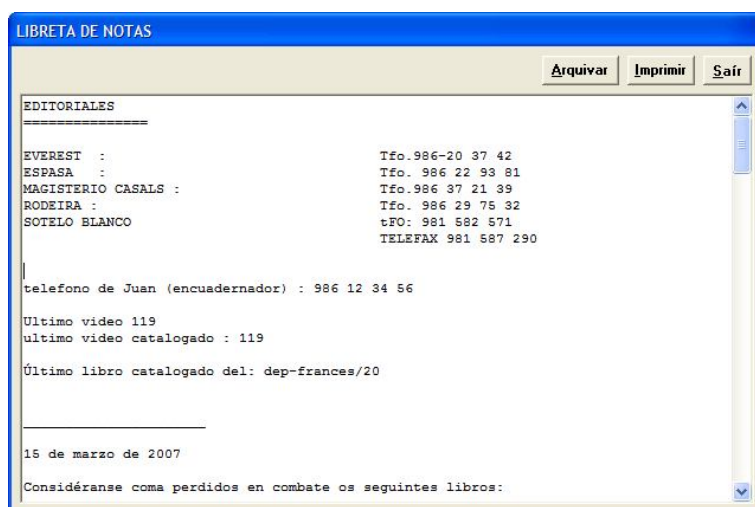 LIBRETA DE NOTAS
Arquivar Imprimir Saír
EDITORIALES
===============
EVEREST : Tfo.986-20 37 42
ESPASA : Tfo. 986 22 93 81
MAGISTERIO CASALS : Tfo.986 37 21 39
RODEIRA : Tfo. 986 29 75 32
SOTELO BLANCO tFO: 981 582 571
TELEFAX 981 587 290
telefono de Juan (encuadernador) : 986 12 34 56
Ultimo video 119
ultimo video catalogado : 119
Último libro catalogado del: dep-frances/20
______________________
15 de marzo de 2007
Considéranse coma perdidos en combate os seguintes libros: